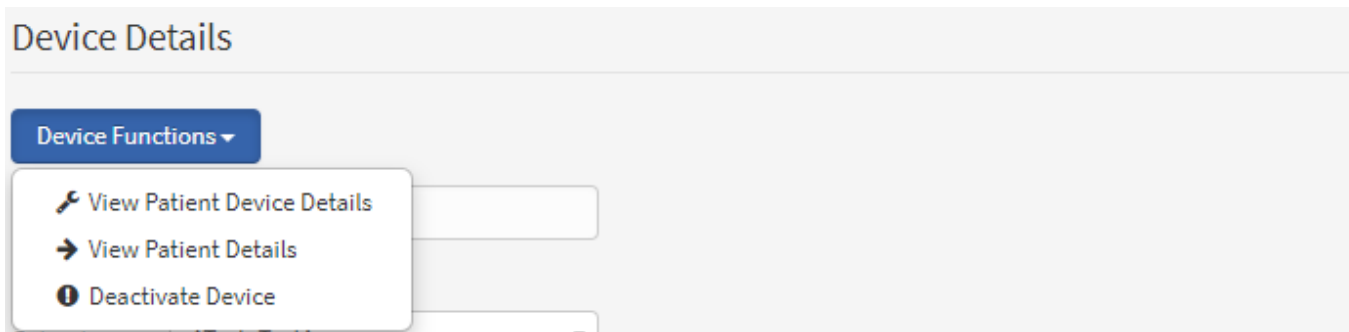 Device Details
Device Functions
View Patient Device Details
View Patient Details
Deactivate Device